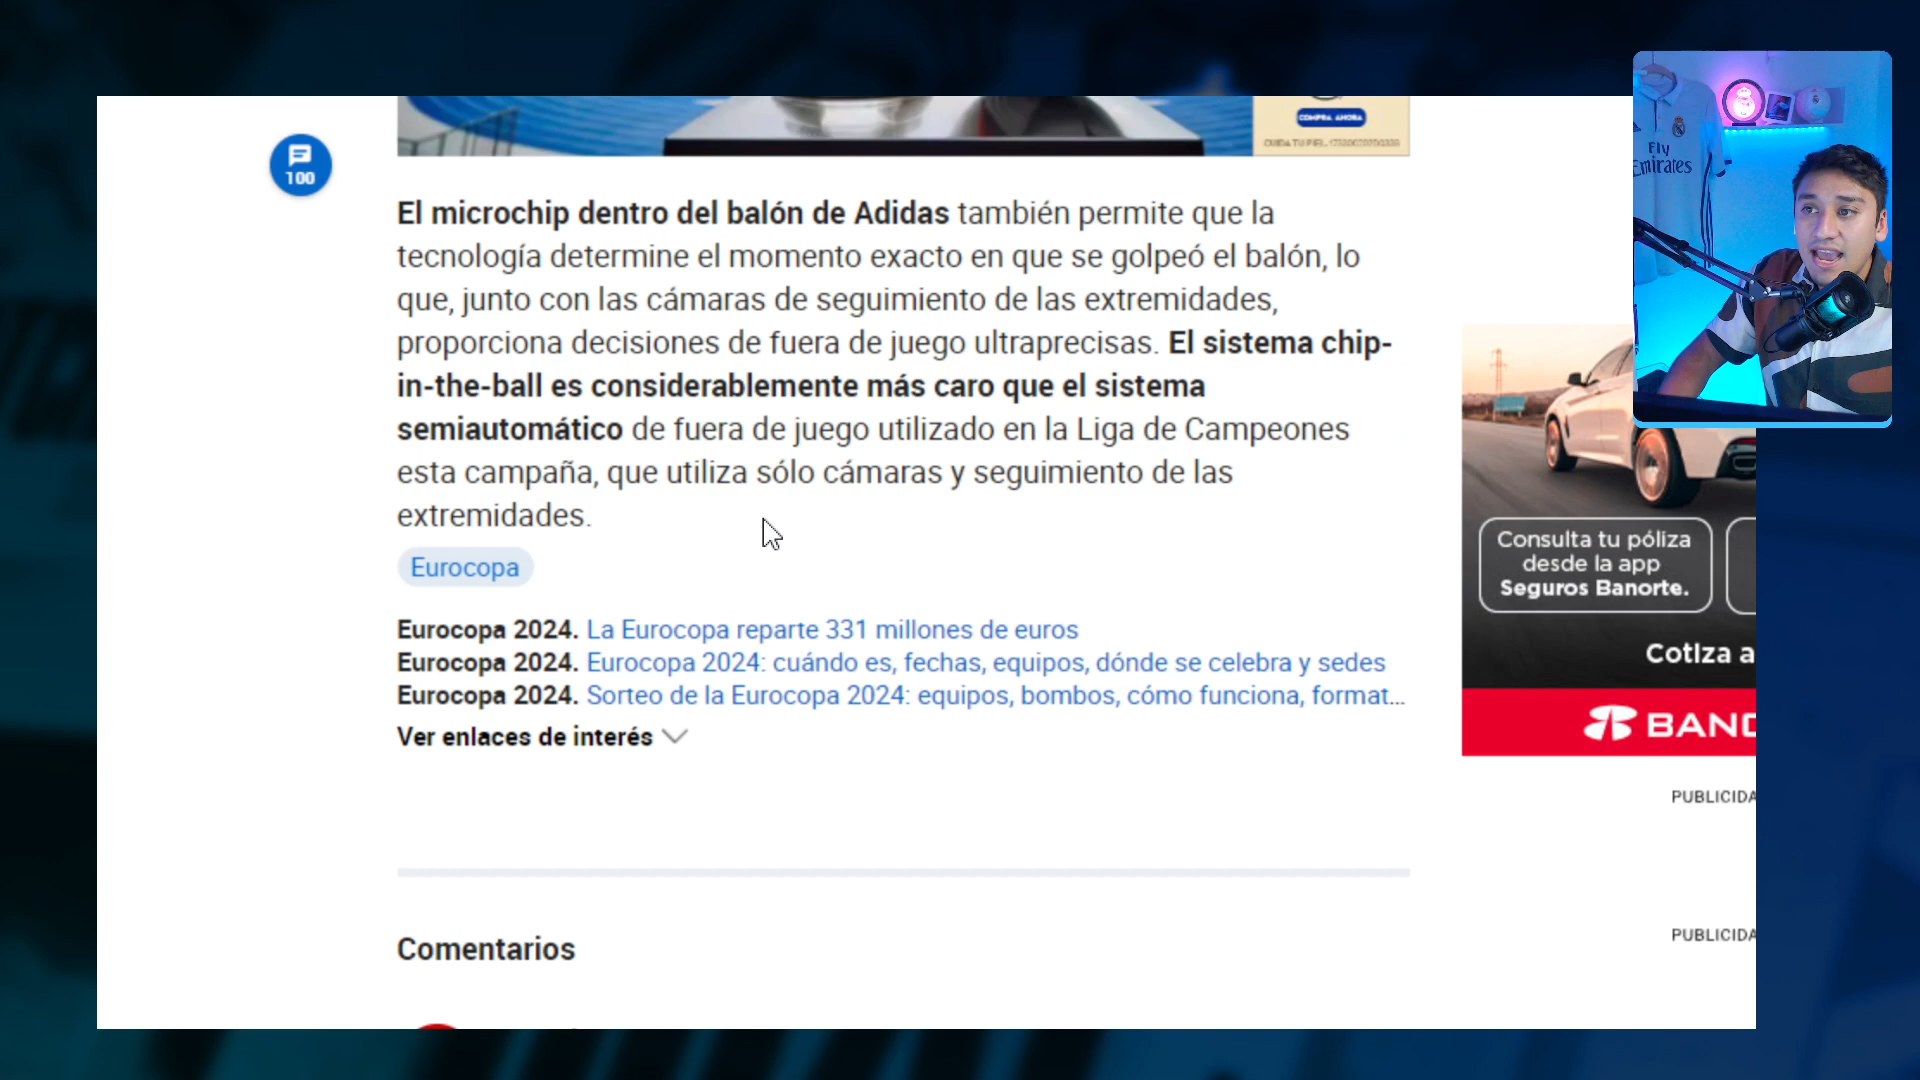 COMPRA AHORA
100
El microchip dentro del balón de Adidas también permite que la
tecnología determine el momento exacto en que se golpeó el balón, lo
que, junto con las cámaras de seguimiento de las extremidades,
proporciona decisiones de fuera de juego ultraprecisas. El sistema chip-
in-the-ball es considerablemente más caro que el sistema
semiautomático de fuera de juego utilizado en la Liga de Campeones
esta campaña, que utiliza sólo cámaras y seguimiento de las
extremidades.
Eurocopa
Eurocopa 2024. La Eurocopa reparte 331 millones de euros
Eurocopa 2024. Eurocopa 2024: cuándo es, fechas, equipos, dónde se celebra y sedes
Eurocopa 2024. Sorteo de la Eurocopa 2024: equipos, bombos, cómo funciona, format...
Ver enlaces de interés
Comentarios
Fly
Emirates
Consulta tu póliza
desde la app
Seguros Banorte.
Cotiza a
BANO
PUBLICIDA
PUBLICIDA